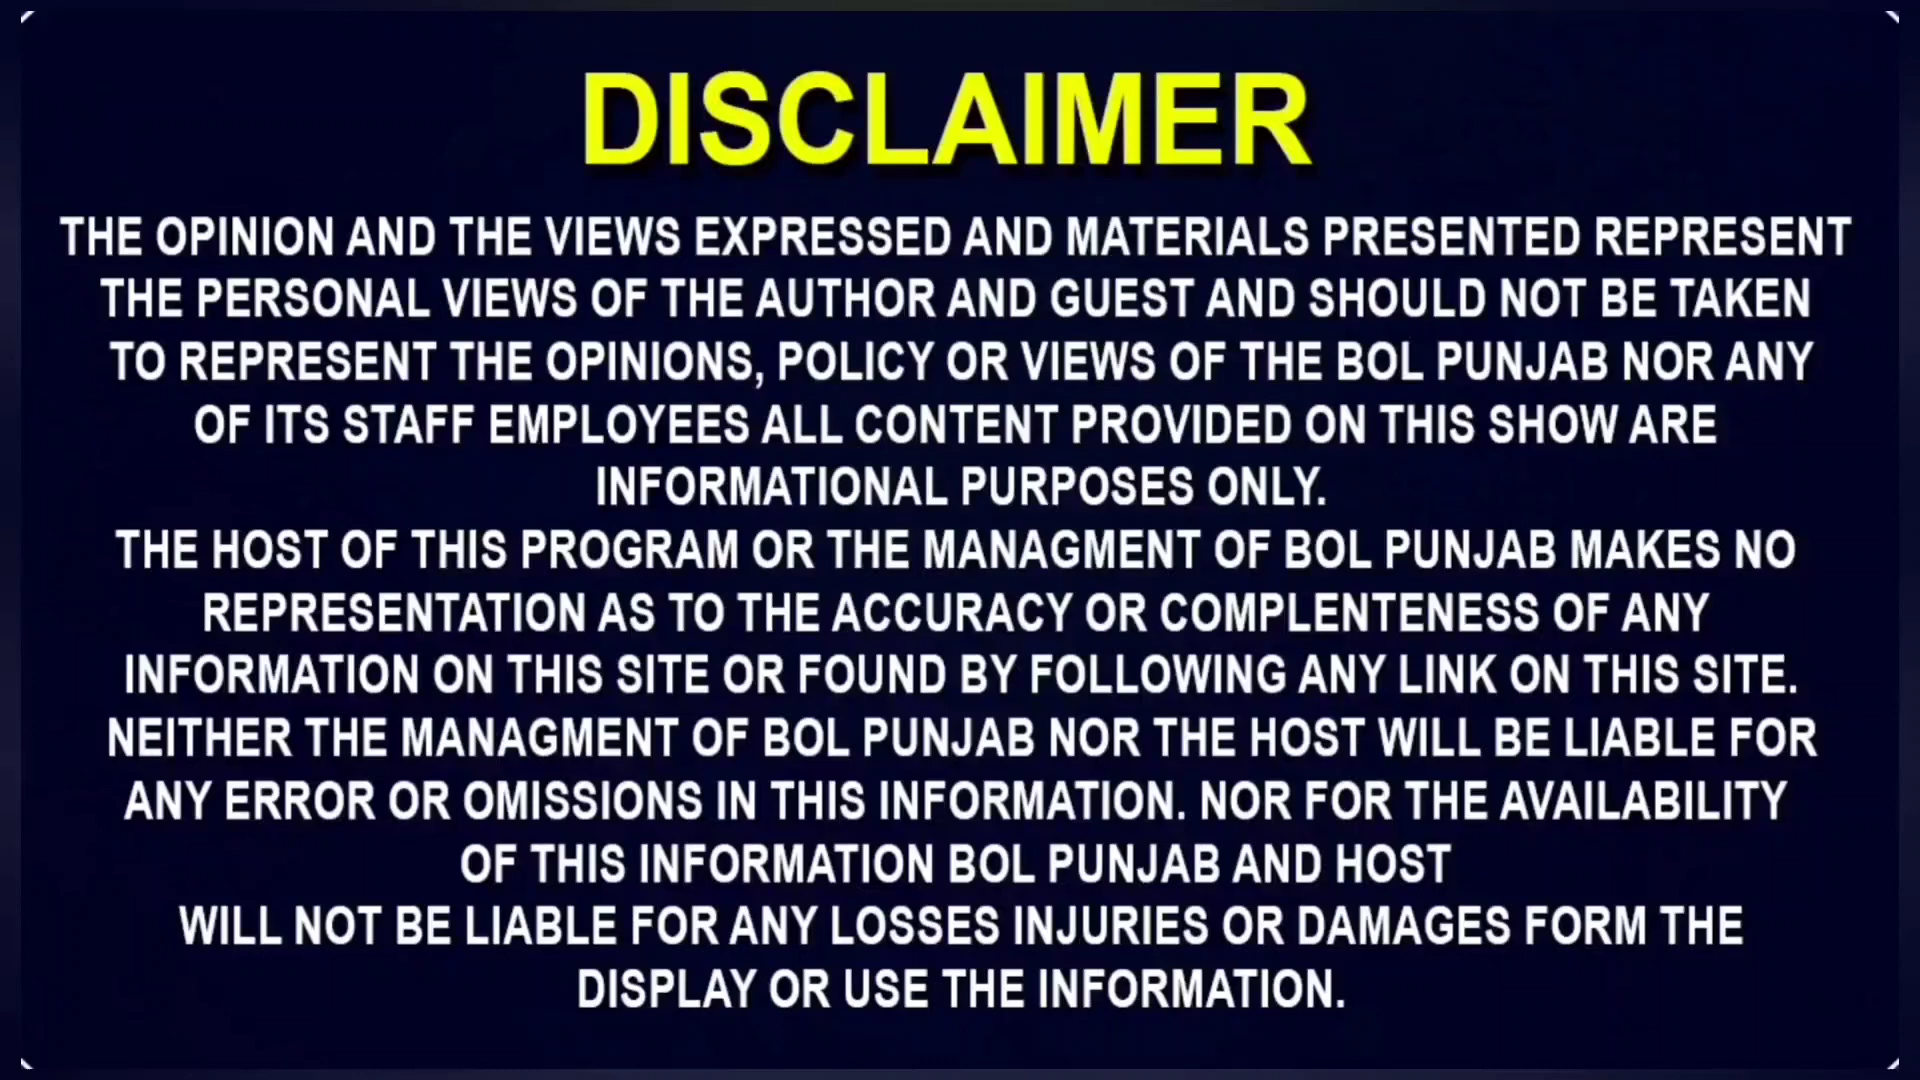 DISCLAIMER
THE OPINION AND THE VIEWS EXPRESSED AND MATERIALS PRESENTED REPRESENT
THE PERSONAL VIEWS OF THE AUTHOR AND GUEST AND SHOULD NOT BE TAKEN
TO REPRESENT THE OPINIONS, POLICY OR VIEWS OF THE BOL PUNJAB NOR ANY
OF ITS STAFF EMPLOYEES ALL CONTENT PROVIDED ON THIS SHOW ARE
INFORMATIONAL PURPOSES ONLY.
THE HOST OF THIS PROGRAM OR THE MANAGMENT OF BOL PUNJAB MAKES NO
REPRESENTATION AS TO THE ACCURACY OR COMPLENTENESS OF ANY
INFORMATION ON THIS SITE OR FOUND BY FOLLOWING ANY LINK ON THIS SITE.
NEITHER THE MANAGMENT OF BOL PUNJAB NOR THE HOST WILL BE LIABLE FOR
ANY ERROR OR OMISSIONS IN THIS INFORMATION. NOR FOR THE AVAILABILITY
OF THIS INFORMATION BOL PUNJAB AND HOST
WILL NOT BE LIABLE FOR ANY LOSSES INJURIES OR DAMAGES FORM THE
DISPLAY OR USE THE INFORMATION.